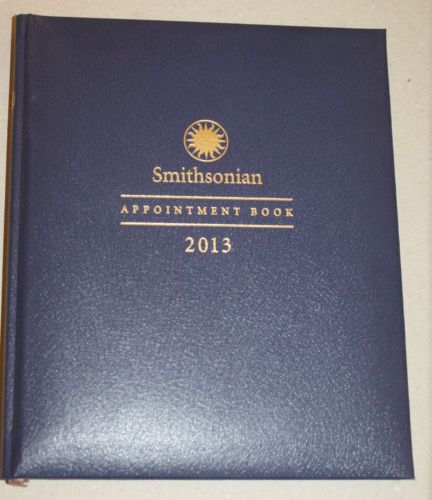 Smithsonian
APPOINTMENT BOOK
2013